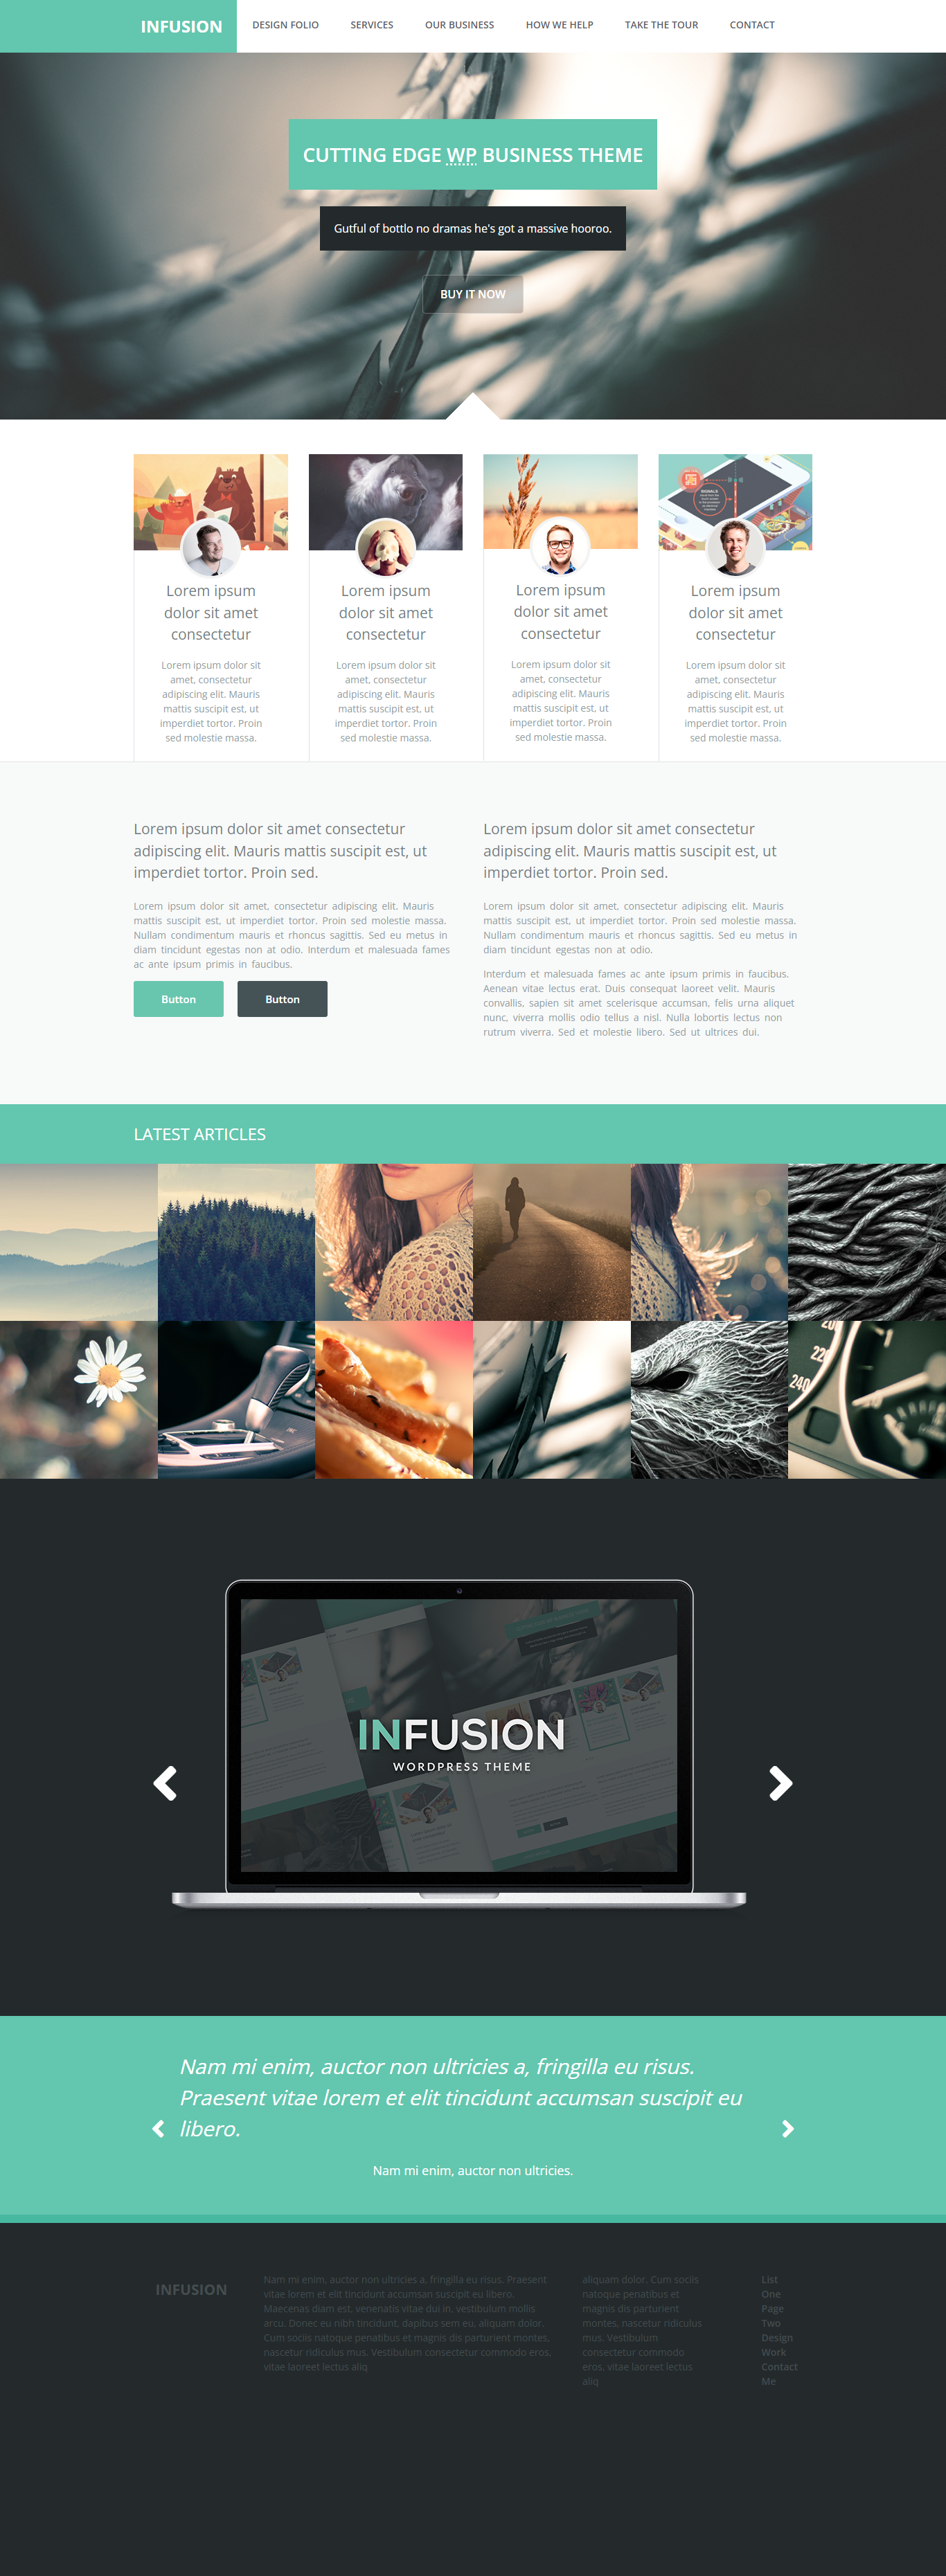 INFUSION
DESIGN FOLIO
SERVICES
OUR BUSINESS
HOW WE HELP
TAKE THE TOUR
CONTACT
CUTTING EDGE WP BUSINESS THEME
Gutful of bottlo no dramas he's got a massive hooroo.
BUY IT NOW
SIGNALS
Lorem ipsum
dolor sit amet
consectetur
Lorem ipsum dolor sit
amet, consectetur
adipiscing elit. Mauris
mattis suscipit est, ut
imperdiet tortor. Proin
sed molestie massa.
Lorem ipsum
dolor sit amet
consectetur
Lorem ipsum dolor sit
amet, consectetur
adipiscing elit. Mauris
mattis suscipit est, ut
imperdiet tortor. Proin
sed molestie massa.
Lorem ipsum
dolor sit amet
consectetur
Lorem ipsum dolor sit
amet, consectetur
adipiscing elit. Mauris
mattis suscipit est, ut
imperdiet tortor. Proin
sed molestie massa.
Lorem ipsum
dolor sit amet
consectetur
Lorem ipsum dolor sit
amet, consectetur
adipiscing elit. Mauris
mattis suscipit est, ut
imperdiet tortor. Proin
sed molestie massa.
Lorem ipsum dolor sit amet consectetur
adipiscing elit. Mauris mattis suscipit est, ut
imperdiet tortor. Proin sed.
Lorem ipsum dolor sit amet, consectetur adipiscing elit. Mauris
mattis suscipit est, ut imperdiet tortor. Proin sed molestie massa.
Nullam condimentum mauris et rhoncus sagittis. Sed eu metus in
diam tincidunt egestas non at odio. Interdum et malesuada fames
ac ante ipsum primis in faucibus.
Button
Button
Lorem ipsum dolor sit amet consectetur
adipiscing elit. Mauris mattis suscipit est, ut
imperdiet tortor. Proin sed.
Lorem ipsum dolor sit amet, consectetur adipiscing elit. Mauris
mattis suscipit est, ut imperdiet tortor. Proin sed molestie massa.
Nullam condimentum mauris et rhoncus sagittis. Sed eu metus in
diam tincidunt egestas non at odio.
Interdum et malesuada fames ac ante ipsum primis in faucibus.
Aenean vitae lectus erat. Duis consequat laoreet velit. Mauris
convallis, sapien sit amet scelerisque accumsan, felis urna aliquet
nunc, viverra mollis odio tellus a nisl. Nulla lobortis lectus non
rutrum viverra. Sed et molestie libero. Sed ut ultrices dui.
LATEST ARTICLES
220
240
INFUSION
WORDPRESS THEME
Nam mi enim, auctor non ultricies a, fringilla eu risus.
Praesent vitae lorem et elit tincidunt accumsan suscipit eu
libero.
Nam mi enim, auctor non ultricies.
INFUSION
Nam mi enim, auctor non ultricies a, fringilla eu risus. Praesent
vitae lorem et elit tincidunt accumsan suscipit eu libero.
Maecenas diam est, venenatis vitae dui in, vestibulum mollis
arcu. Donec eu nibh tincidunt, dapibus sem eu, aliquam dolor.
Cum sociis natoque penatibus et magnis dis parturient montes,
nascetur ridiculus mus. Vestibulum consectetur commodo eros,
vitae laoreet lectus aliq
aliquam dolor. Cum sociis
natoque penatibus et
magnis dis parturient
montes, nascetur ridiculus
mus. Vestibulum
consectetur commodo
eros, vitae laoreet lectus
aliq
List
One
Page
Two
Design
Work
Contact
Me